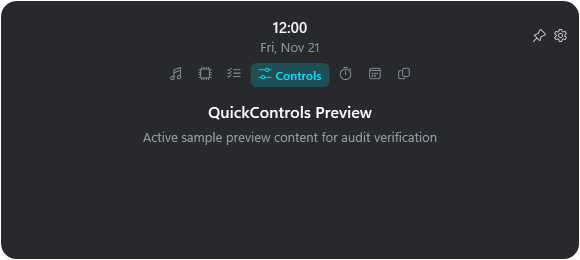 12:00
Fri, Nov 21
Controls
QuickControls Preview
Active sample preview content for audit verification